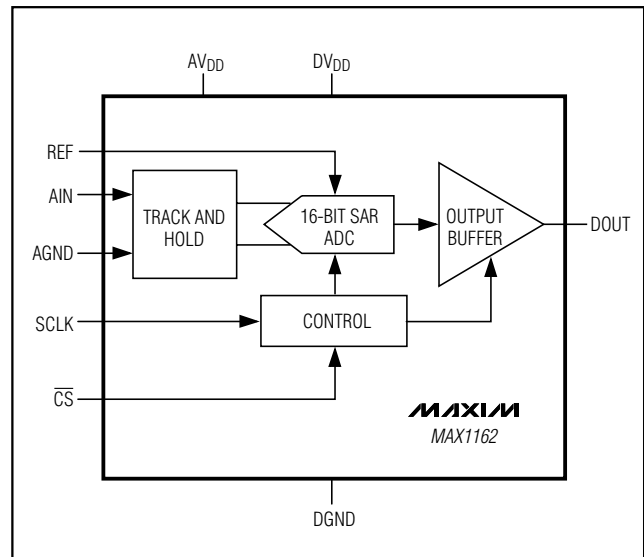 AVDD
DVDD
REF
AIN
AGND
SCLK
CS
TRACK AND
HOLD
16-BIT SAR
ADC
CONTROL
OUTPUT
BUFFER
DOUT
MAXIM
MAX1162
DGND